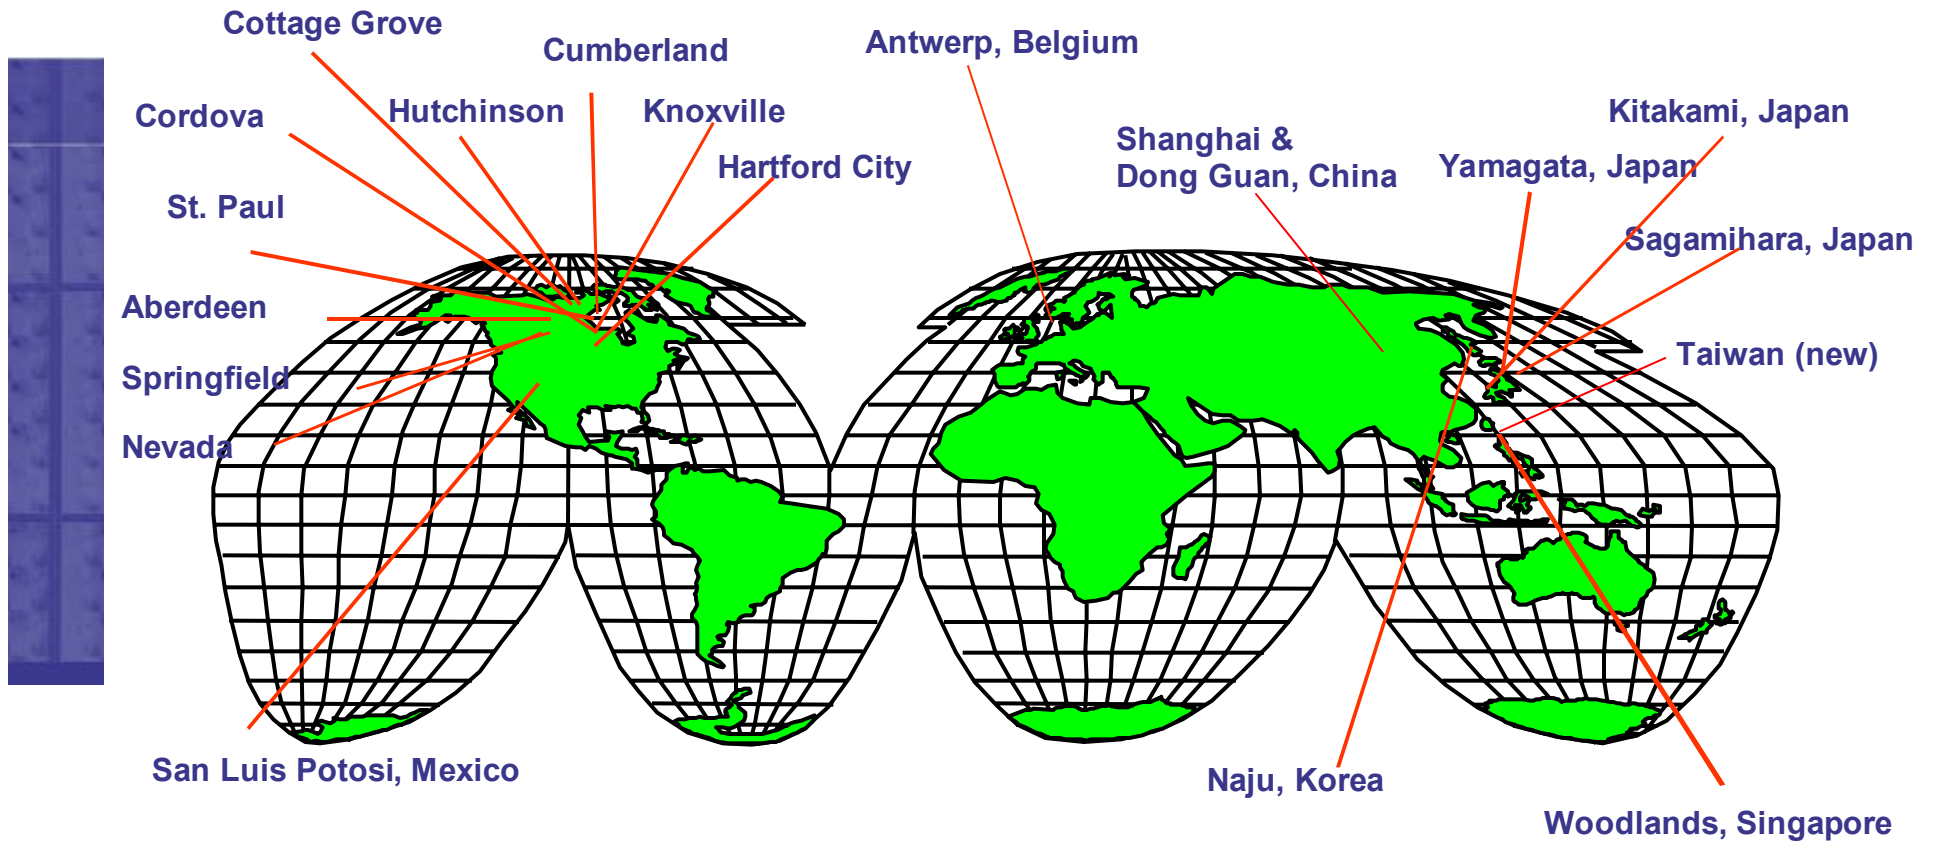 Cottage Grove
Cumberland
Antwerp, Belgium
Cordova
Hutchinson
Knoxville
Kitakami, Japan
Shanghai &
Dong Guan, China
Yamagata, Japan
Hartford City
St. Paul
Sagamihara, Japan
Aberdeen
Taiwan (new)
Springfield
Nevada
San Luis Potosi, Mexico
Naju, Korea
Woodlands, Singapore